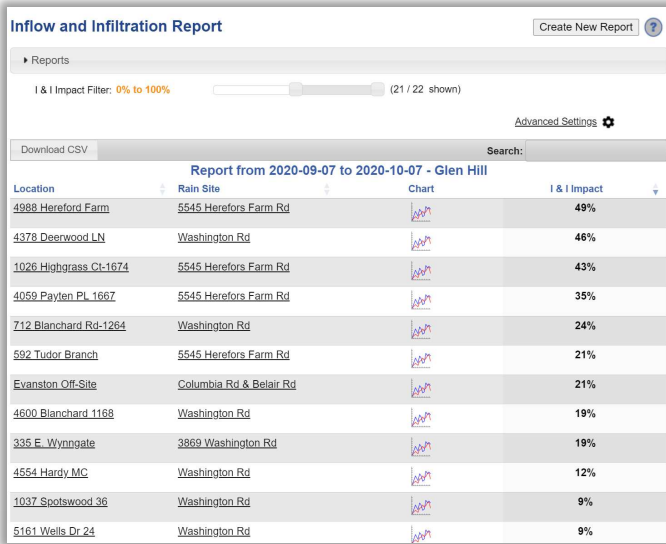 Inflow and Infiltration Report
Create New Report ?
Reports
I & I Impact Filter: 0% to 100% (21 / 22 shown)
Advanced Settings
Download CSV Search:
Report from 2020-09-07 to 2020-10-07 - Glen Hill
Location Rain Site Chart I & I Impact
4988 Hereford Farm 5545 Herefors Farm Rd 49%
4378 Deerwood LN Washington Rd 46%
1026 Highgrass Ct-1674 5545 Herefors Farm Rd 43%
4059 Payten PL 1667 5545 Herefors Farm Rd 35%
712 Blanchard Rd-1264 Washington Rd 24%
592 Tudor Branch 5545 Herefors Farm Rd 21%
Evanston Off-Site Columbia Rd & Belair Rd 21%
4600 Blanchard 1168 Washington Rd 19%
335 E. Wynngate 3869 Washington Rd 19%
4554 Hardy MC Washington Rd 12%
1037 Spotswood 36 Washington Rd 9%
5161 Wells Dr 24 Washington Rd 9%